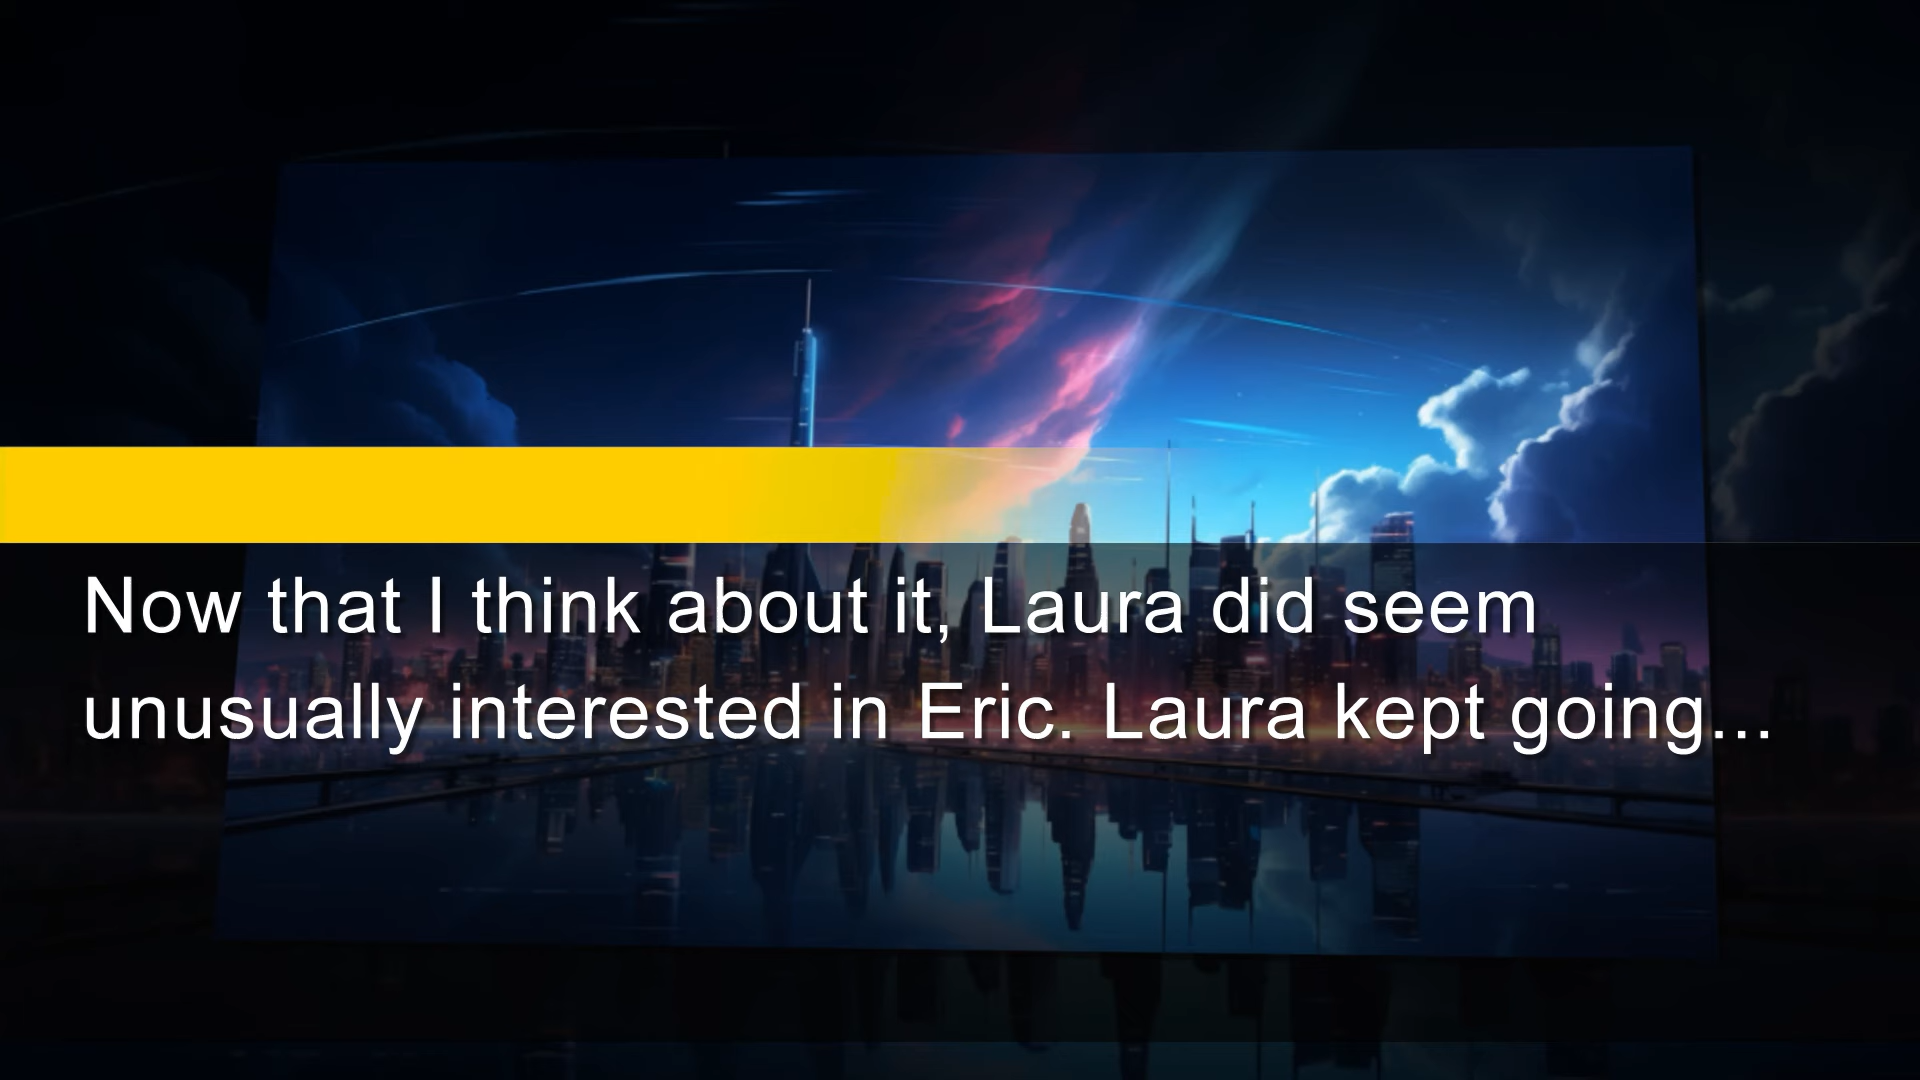 Now that I think about it, Laura did seem
unusually interested in Eric. Laura kept going...